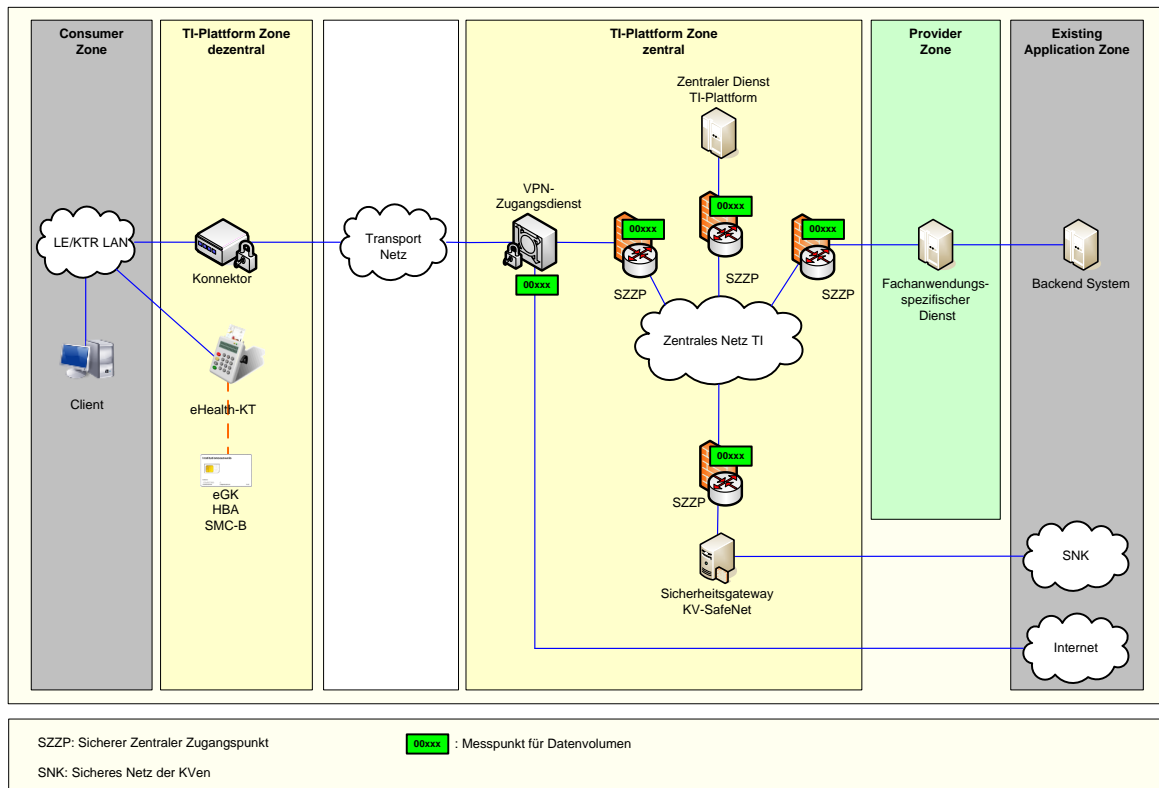 Consumer
Zone
TI-Plattform Zone
dezentral
TI-Plattform Zone
zentral
Provider
Zone
Existing
Application Zone
Zentraler Dienst
TI-Plattform
VPN-
Zugangsdienst
00xxx
00xxx
00xxx
00xxx
LE/KTR LAN
Konnektor
Transport
Netz
SZZP
SZZP
SZZP
Fachanwendungs-
spezifischer
Dienst
Backend System
Zentrales Netz TI
Client
eHealth-KT
eGK
HBA
SMC-B
00xxx
SZZP
Sicherheitsgateway
KV-SafeNet
SNK
Internet
SZZP: Sicherer Zentraler Zugangspunkt
00xxx : Messpunkt für Datenvolumen
SNK: Sicheres Netz der KVen